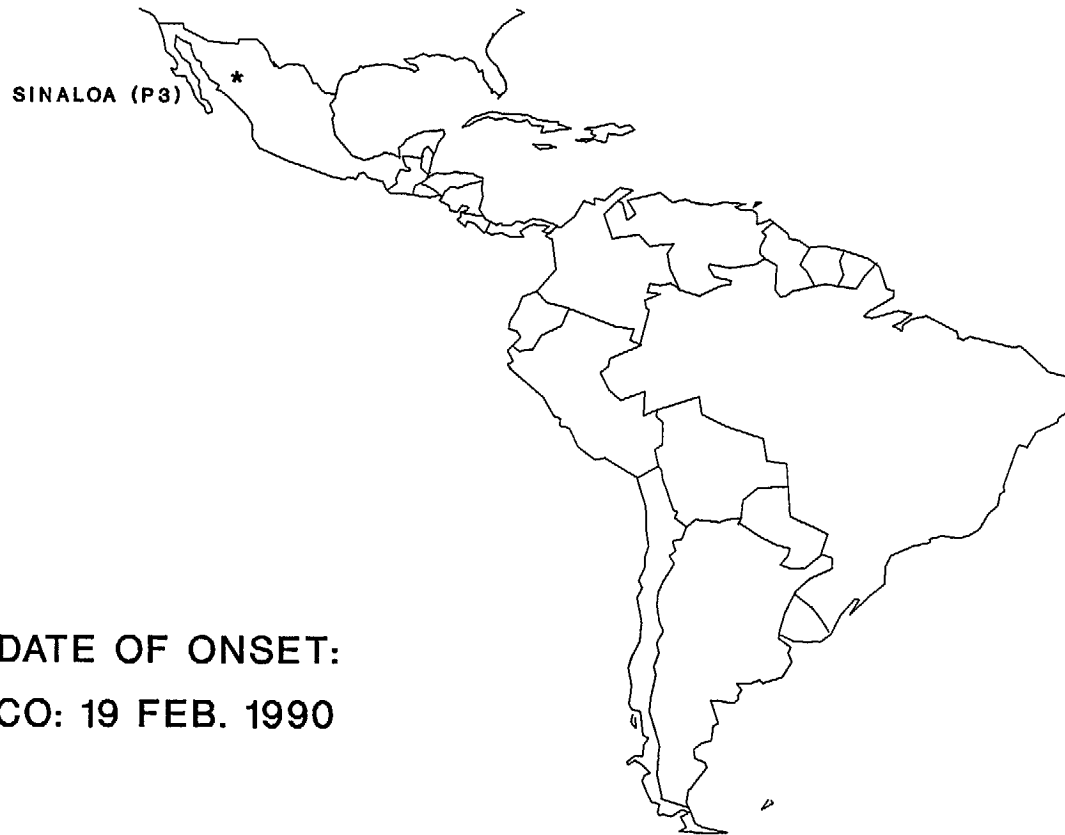 *
SINALOA (P3)
DATE OF ONSET:
CO: 19 FEB. 1990